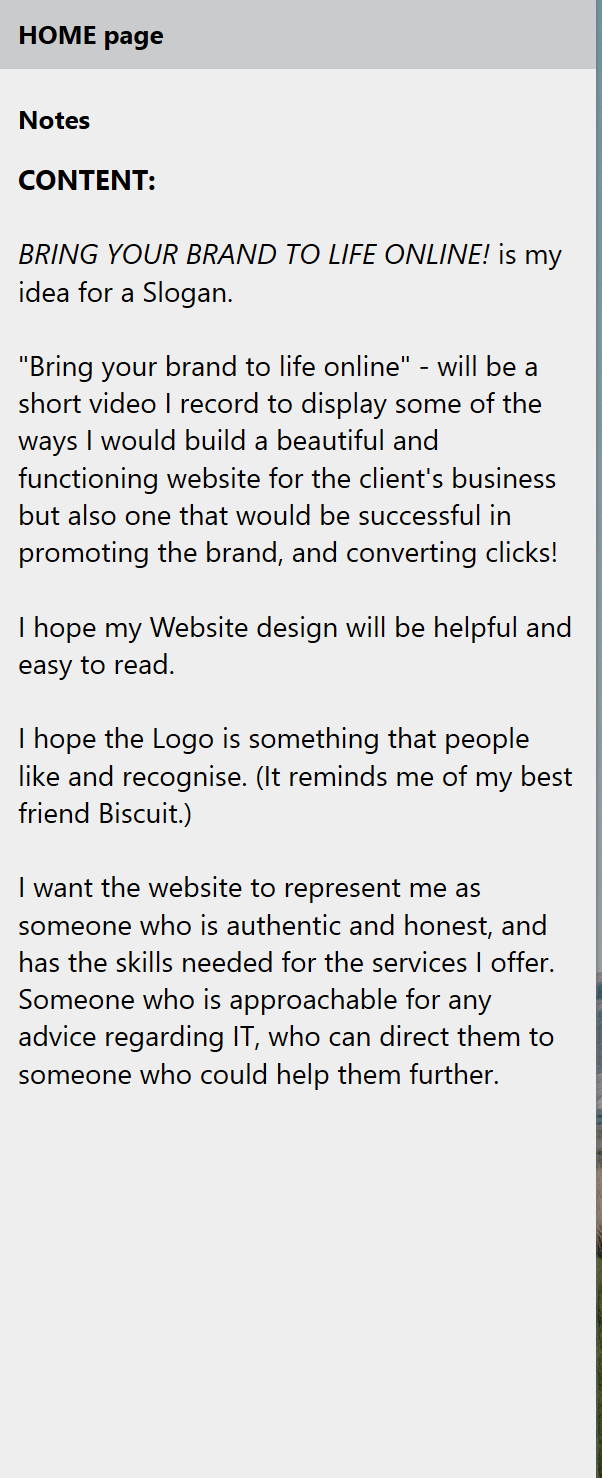 HOME page
Notes
CONTENT:
BRING YOUR BRAND TO LIFE ONLINE! is my
idea for a Slogan.
"Bring your brand to life online" - will be a
short video I record to display some of the
ways I would build a beautiful and
functioning website for the client's business
but also one that would be successful in
promoting the brand, and converting clicks!
I hope my Website design will be helpful and
easy to read.
I hope the Logo is something that people
like and recognise. (It reminds me of my best
friend Biscuit.)
I want the website to represent me as
someone who is authentic and honest, and
has the skills needed for the services I offer.
Someone who is approachable for any
advice regarding IT, who can direct them to
someone who could help them further.